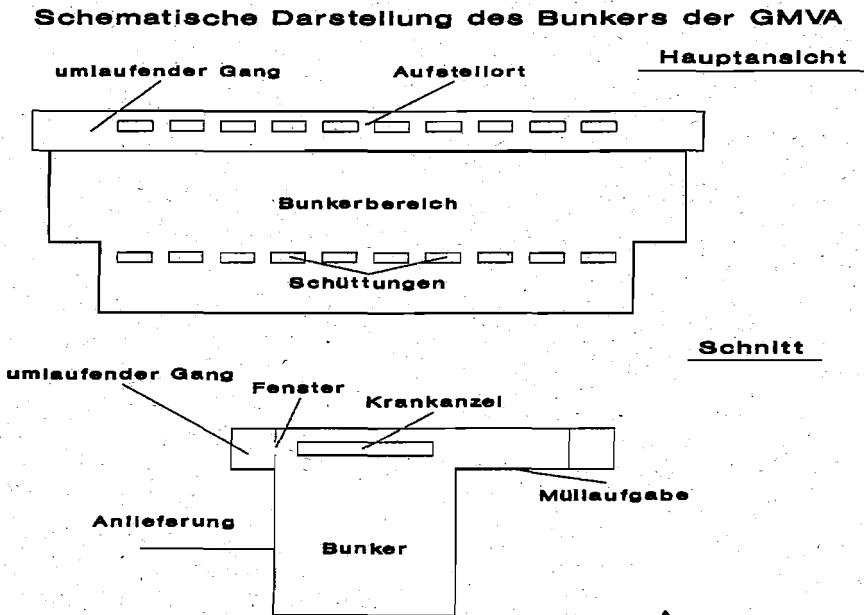 Schematische Darstellung des Bunkers der GMVA
Hauptansicht
umlaufender Gang
Aufstellort
Bunkerbereich
Schüttungen
Schnitt
umlaufender Gang
Fenster
Krankanzel
Müllaufgabe
Anlieferung
Bunker